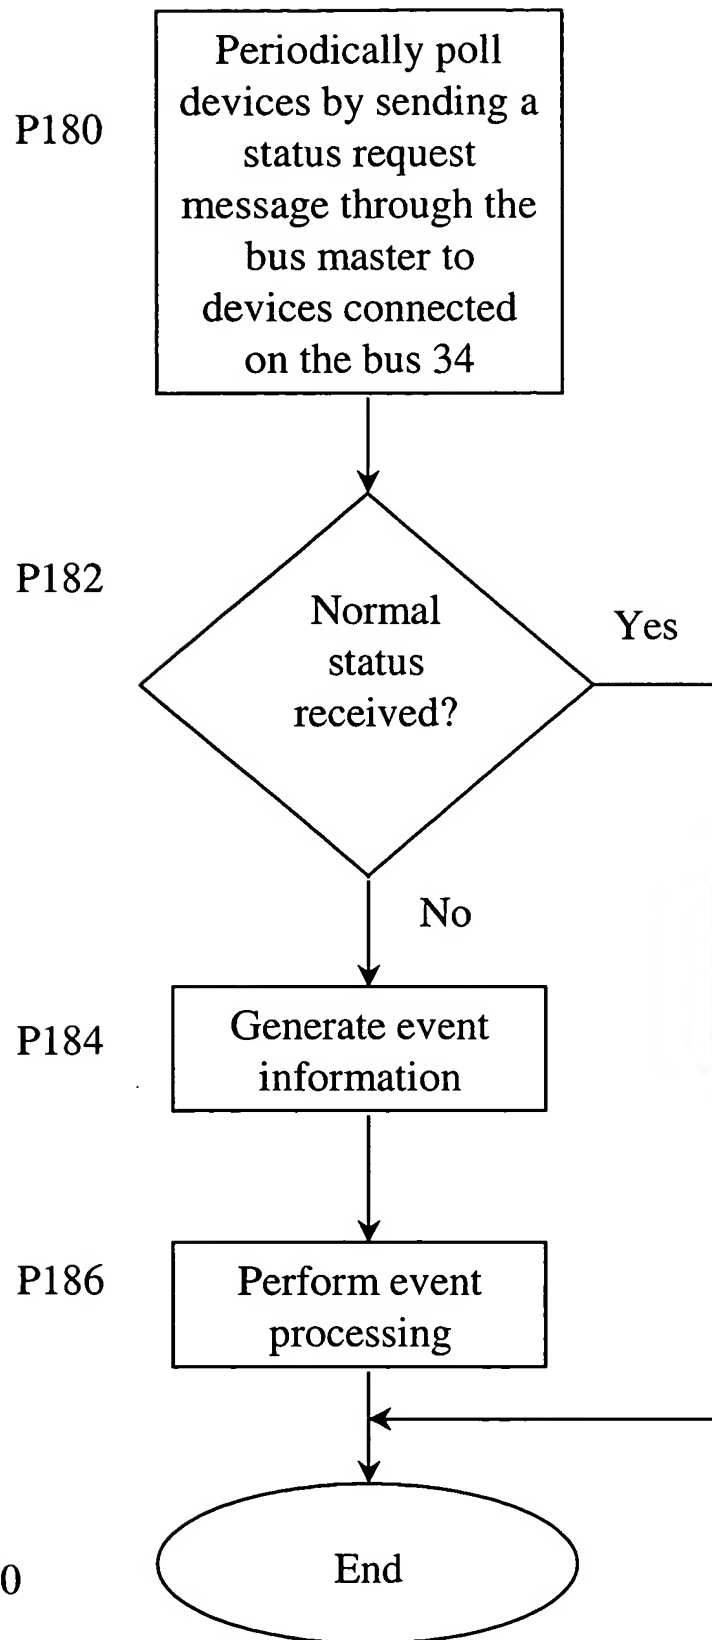 Periodically poll
devices by sending a
status request
message through the
bus master to
devices connected
on the bus 34
P180
P182
Normal
status
received?
Yes
No
P184
Generate event
information
P186
Perform event
processing
End
0